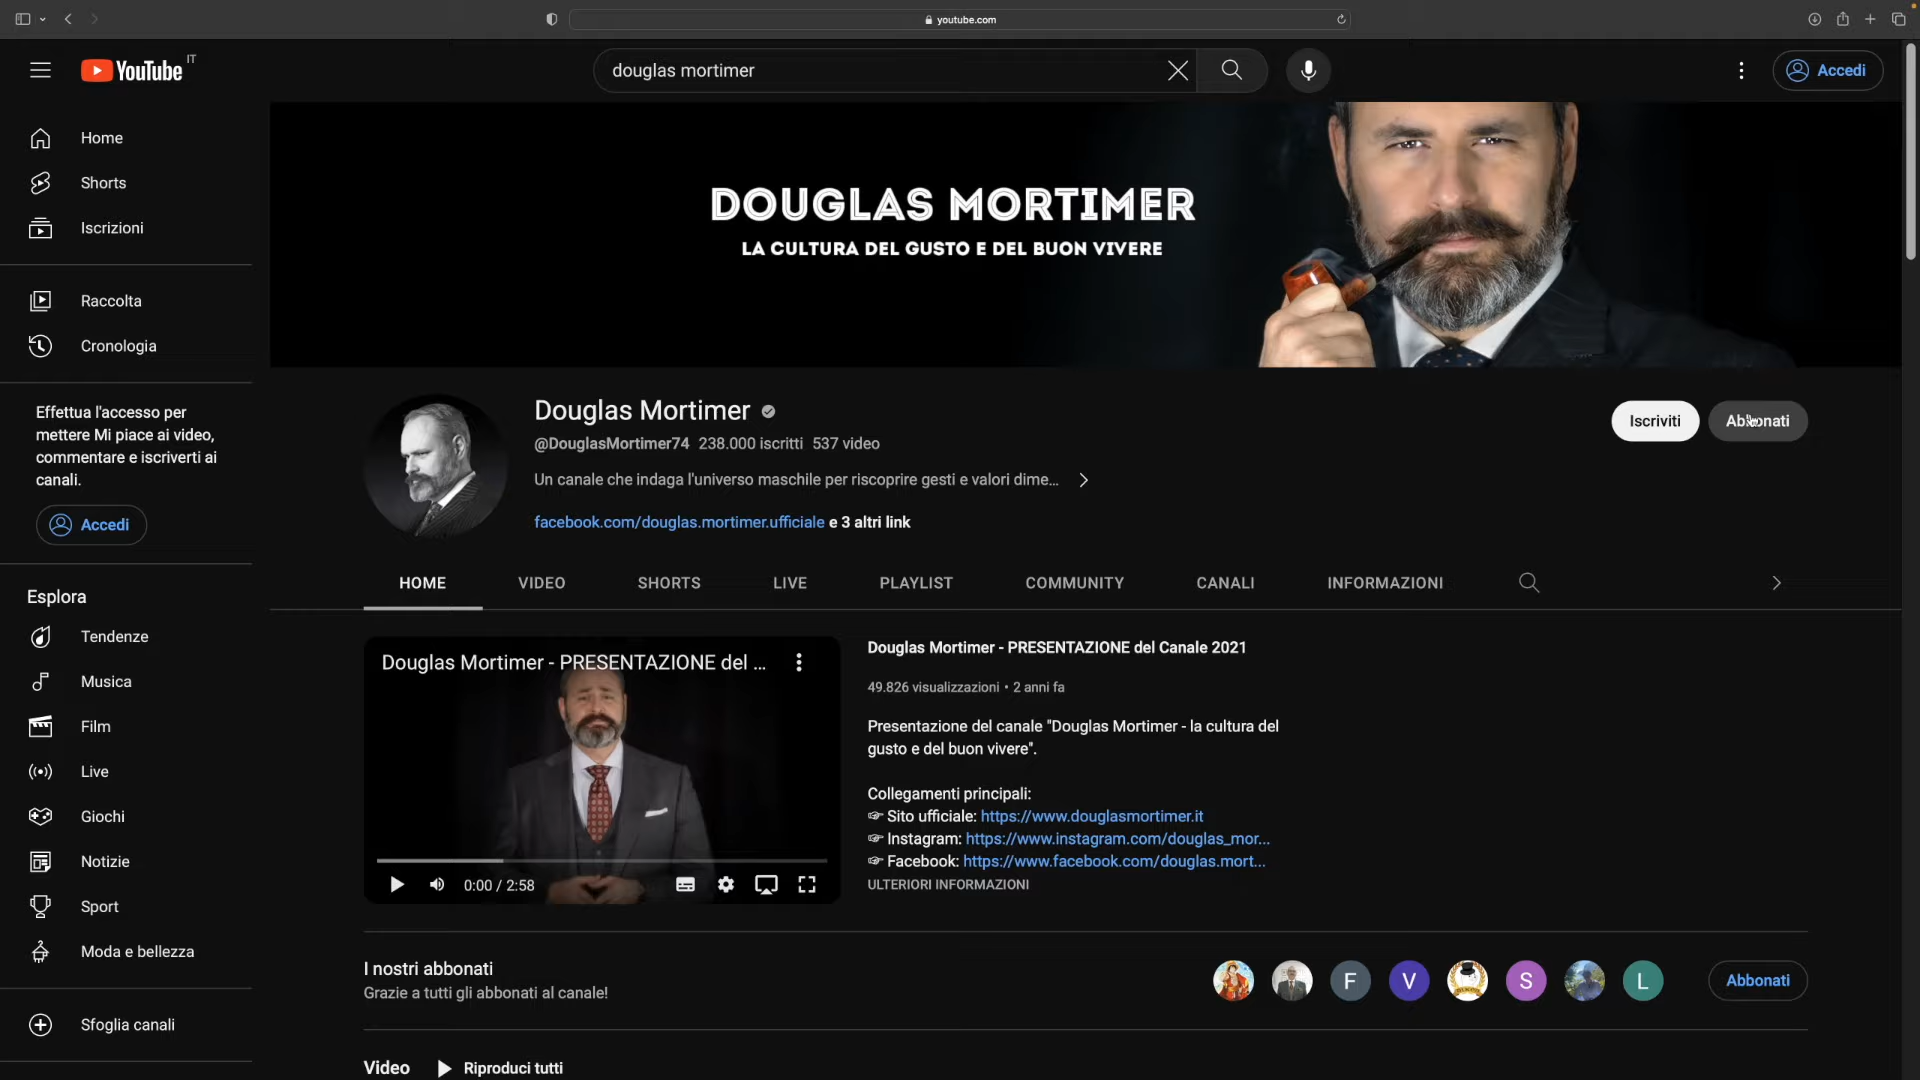 youtube.com
YouTube IT
douglas mortimer
Accedi
Home
Shorts
Iscrizioni
Raccolta
Cronologia
Effettua l'accesso per
mettere Mi piace ai video,
commentare e iscriverti ai
canali.
Accedi
Esplora
Tendenze
Musica
Film
Live
Giochi
Notizie
Sport
Moda e bellezza
Sfoglia canali
DOUGLAS MORTIMER
LA CULTURA DEL GUSTO E DEL BUON VIVERE
Douglas Mortimer
@DouglasMortimer74 238.000 iscritti 537 video
Un canale che indaga l'universo maschile per riscoprire gesti e valori dime...
facebook.com/douglas.mortimer.ufficiale e 3 altri link
Iscriviti
Abbonati
HOME VIDEO SHORTS LIVE PLAYLIST COMMUNITY CANALI INFORMAZIONI
Douglas Mortimer - PRESENTAZIONE del ...
0:00 / 2:58
Douglas Mortimer - PRESENTAZIONE del Canale 2021
49.826 visualizzazioni • 2 anni fa
Presentazione del canale "Douglas Mortimer - la cultura del
gusto e del buon vivere".
Collegamenti principali:
☞ Sito ufficiale: https://www.douglasmortimer.it
☞ Instagram: https://www.instagram.com/douglas_mor...
☞ Facebook: https://www.facebook.com/douglas.mort...
ULTERIORI INFORMAZIONI
I nostri abbonati
Grazie a tutti gli abbonati al canale!
F V S L
Abbonati
Video Riproduci tutti